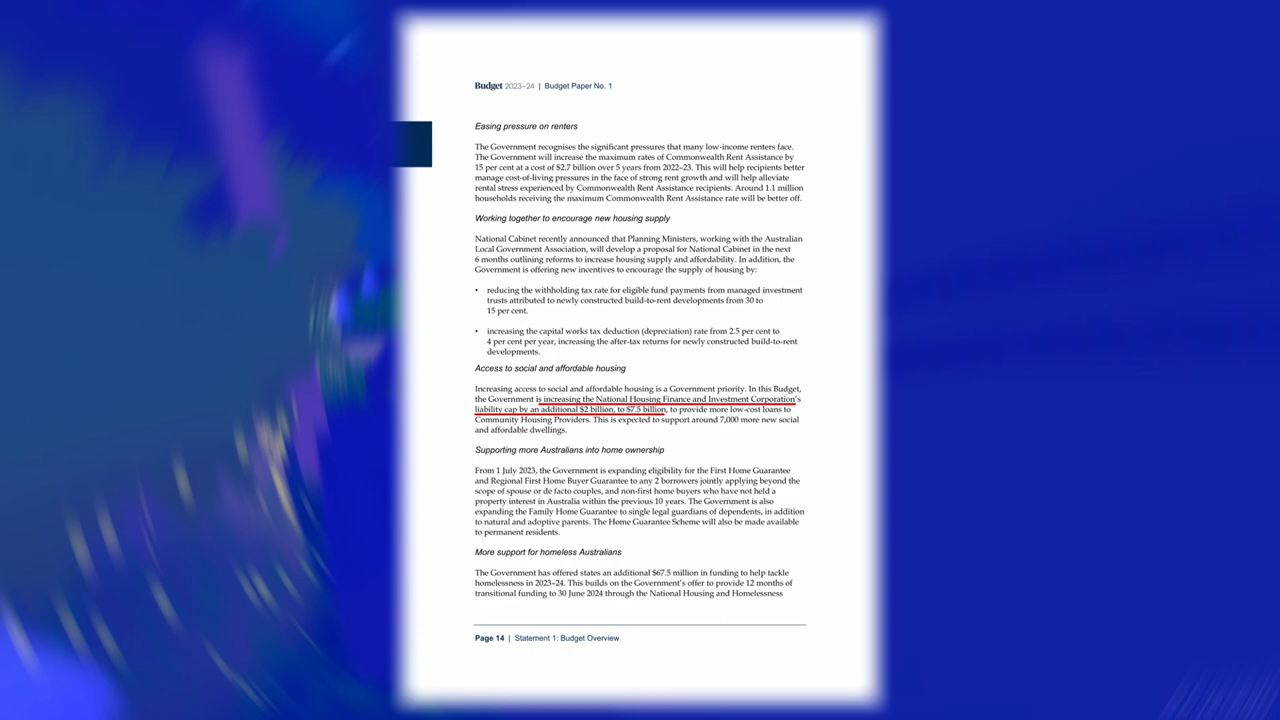 Budget 2023–24 | Budget Paper No. 1
Easing pressure on renters
The Government recognises the significant pressures that many low-income renters face.
The Government will increase the maximum rates of Commonwealth Rent Assistance by
15 per cent at a cost of $2.7 billion over 5 years from 2022–23. This will help recipients better
manage cost-of-living pressures in the face of strong rent growth and will help alleviate
rental stress experienced by Commonwealth Rent Assistance recipients. Around 1.1 million
households receiving the maximum Commonwealth Rent Assistance rate will be better off.
Working together to encourage new housing supply
National Cabinet recently announced that Planning Ministers, working with the Australian
Local Government Association, will develop a proposal for National Cabinet in the next
6 months outlining reforms to increase housing supply and affordability. In addition, the
Government is offering new incentives to encourage the supply of housing by:
• reducing the withholding tax rate for eligible fund payments from managed investment
trusts attributed to newly constructed build-to-rent developments from 30 to
15 per cent.
• increasing the capital works tax deduction (depreciation) rate from 2.5 per cent to
4 per cent per year, increasing the after-tax returns for newly constructed build-to-rent
developments.
Access to social and affordable housing
Increasing access to social and affordable housing is a Government priority. In this Budget,
the Government is increasing the National Housing Finance and Investment Corporation's
liability cap by an additional $2 billion, to $7.5 billion, to provide more low-cost loans to
Community Housing Providers. This is expected to support around 7,000 more new social
and affordable dwellings.
Supporting more Australians into home ownership
From 1 July 2023, the Government is expanding eligibility for the First Home Guarantee
and Regional First Home Buyer Guarantee to any 2 borrowers jointly applying beyond the
scope of spouse or de facto couples, and non-first home buyers who have not held a
property interest in Australia within the previous 10 years. The Government is also
expanding the Family Home Guarantee to single legal guardians of dependents, in addition
to natural and adoptive parents. The Home Guarantee Scheme will also be made available
to permanent residents.
More support for homeless Australians
The Government has offered states an additional $67.5 million in funding to help tackle
homelessness in 2023–24. This builds on the Government's offer to provide 12 months of
transitional funding to 30 June 2024 through the National Housing and Homelessness
Page 14 | Statement 1: Budget Overview